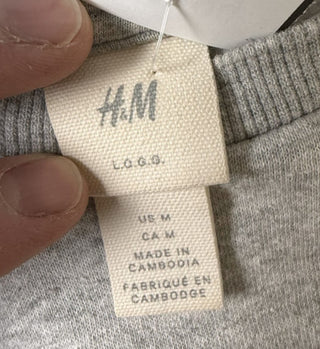 H&M
L.O.G.G.
US M
CA M
MADE IN
CAMBODIA
FABRIQUÉ EN
CAMBODGE